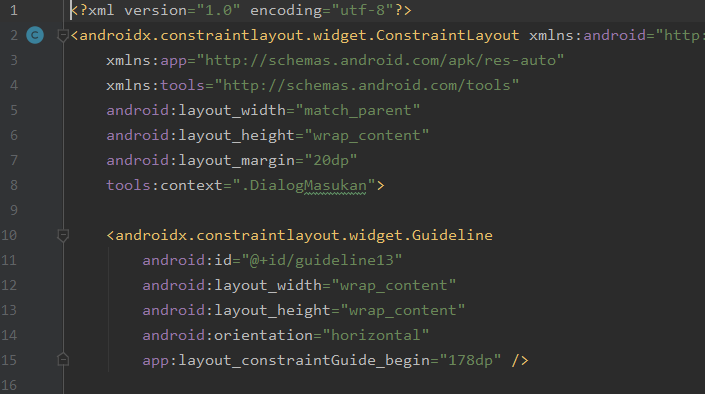 1 <?xml version="1.0" encoding="utf-8"?>
2 C <androidx.constraintlayout.widget.ConstraintLayout xmlns:android="http:
3 xmlns:app="http://schemas.android.com/apk/res-auto"
4 xmlns:tools="http://schemas.android.com/tools"
5 android:layout_width="match_parent"
6 android:layout_height="wrap_content"
7 android:layout_margin="20dp"
8 tools:context=".DialogMasukan">
9
10 <androidx.constraintlayout.widget.Guideline
11 android:id="@+id/guideline13"
12 android:layout_width="wrap_content"
13 android:layout_height="wrap_content"
14 android:orientation="horizontal"
15 app:layout_constraintGuide_begin="178dp" />
16